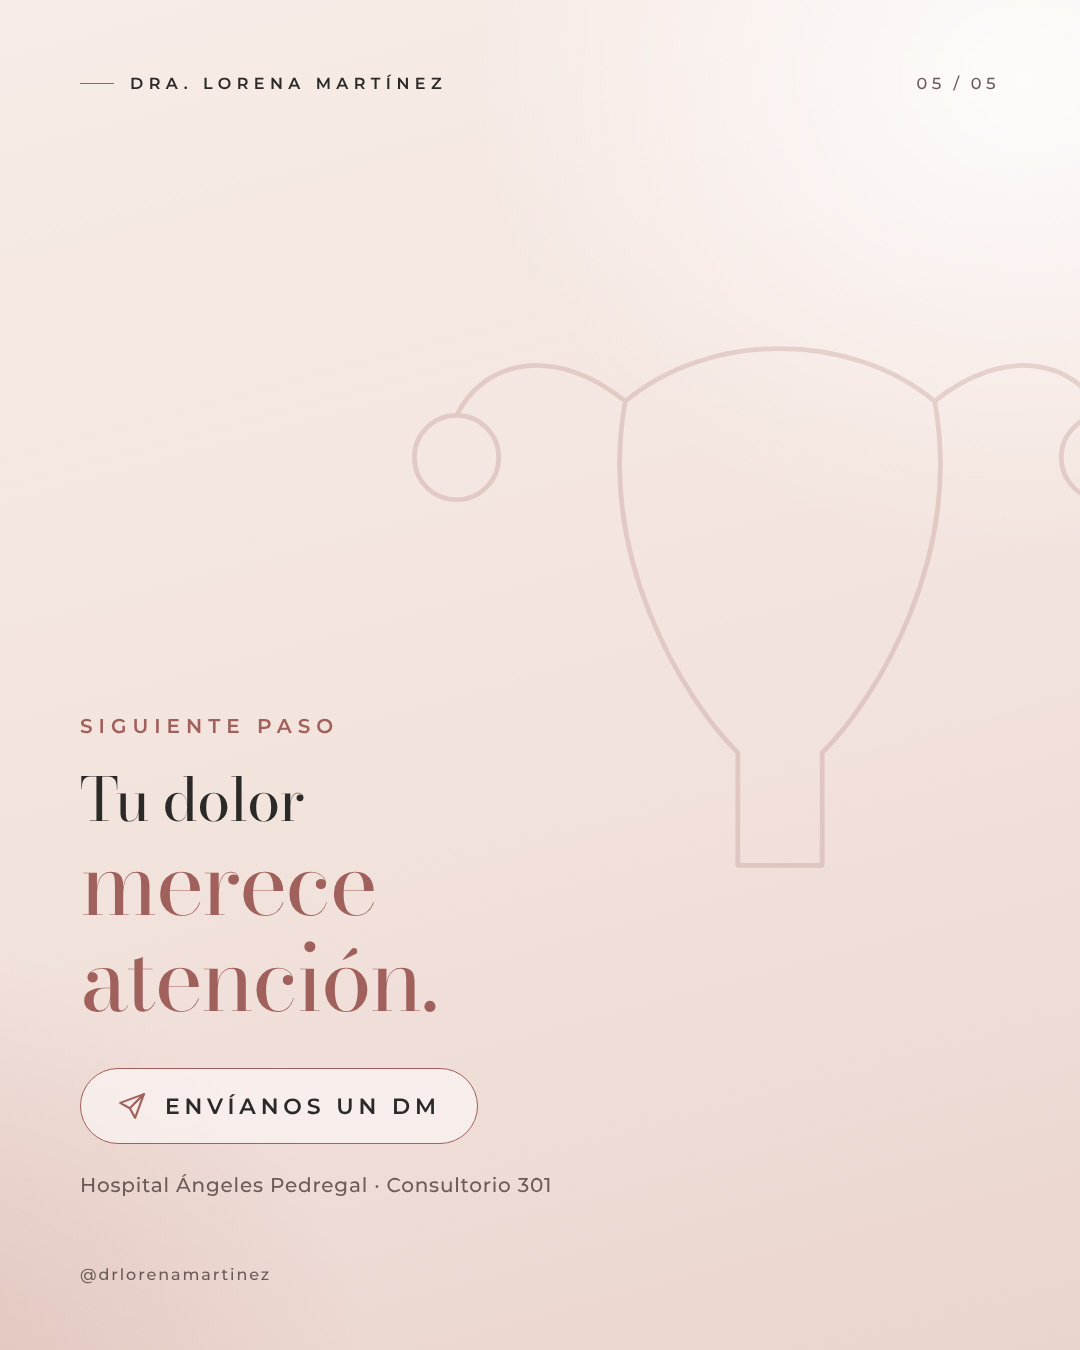 DRA. LORENA MARTÍNEZ
05 / 05
SIGUIENTE PASO
Tu dolor
merece
atención.
ENVÍANOS UN DM
Hospital Ángeles Pedregal · Consultorio 301
@drlorenamartinez